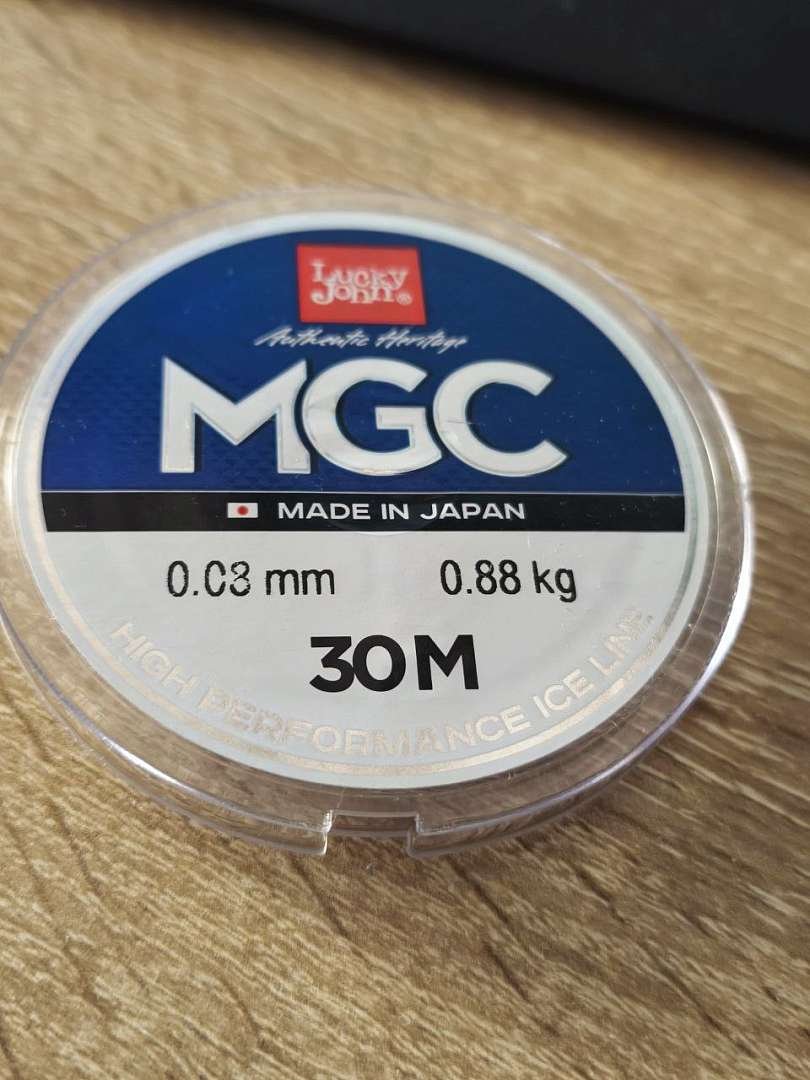 Lucky
John®
Authentic Heritage
MGC
MADE IN JAPAN
0.08 mm 0.88 kg
30M
HIGH PERFORMANCE ICE LINE